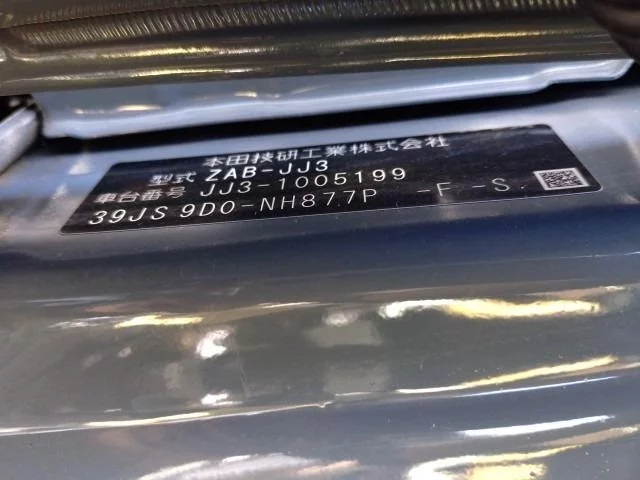 本田技研工業株式会社
型式 ZAB-JJ3
車台番号 JJ3-1005199
39JS 9D0-NH877P -F -S